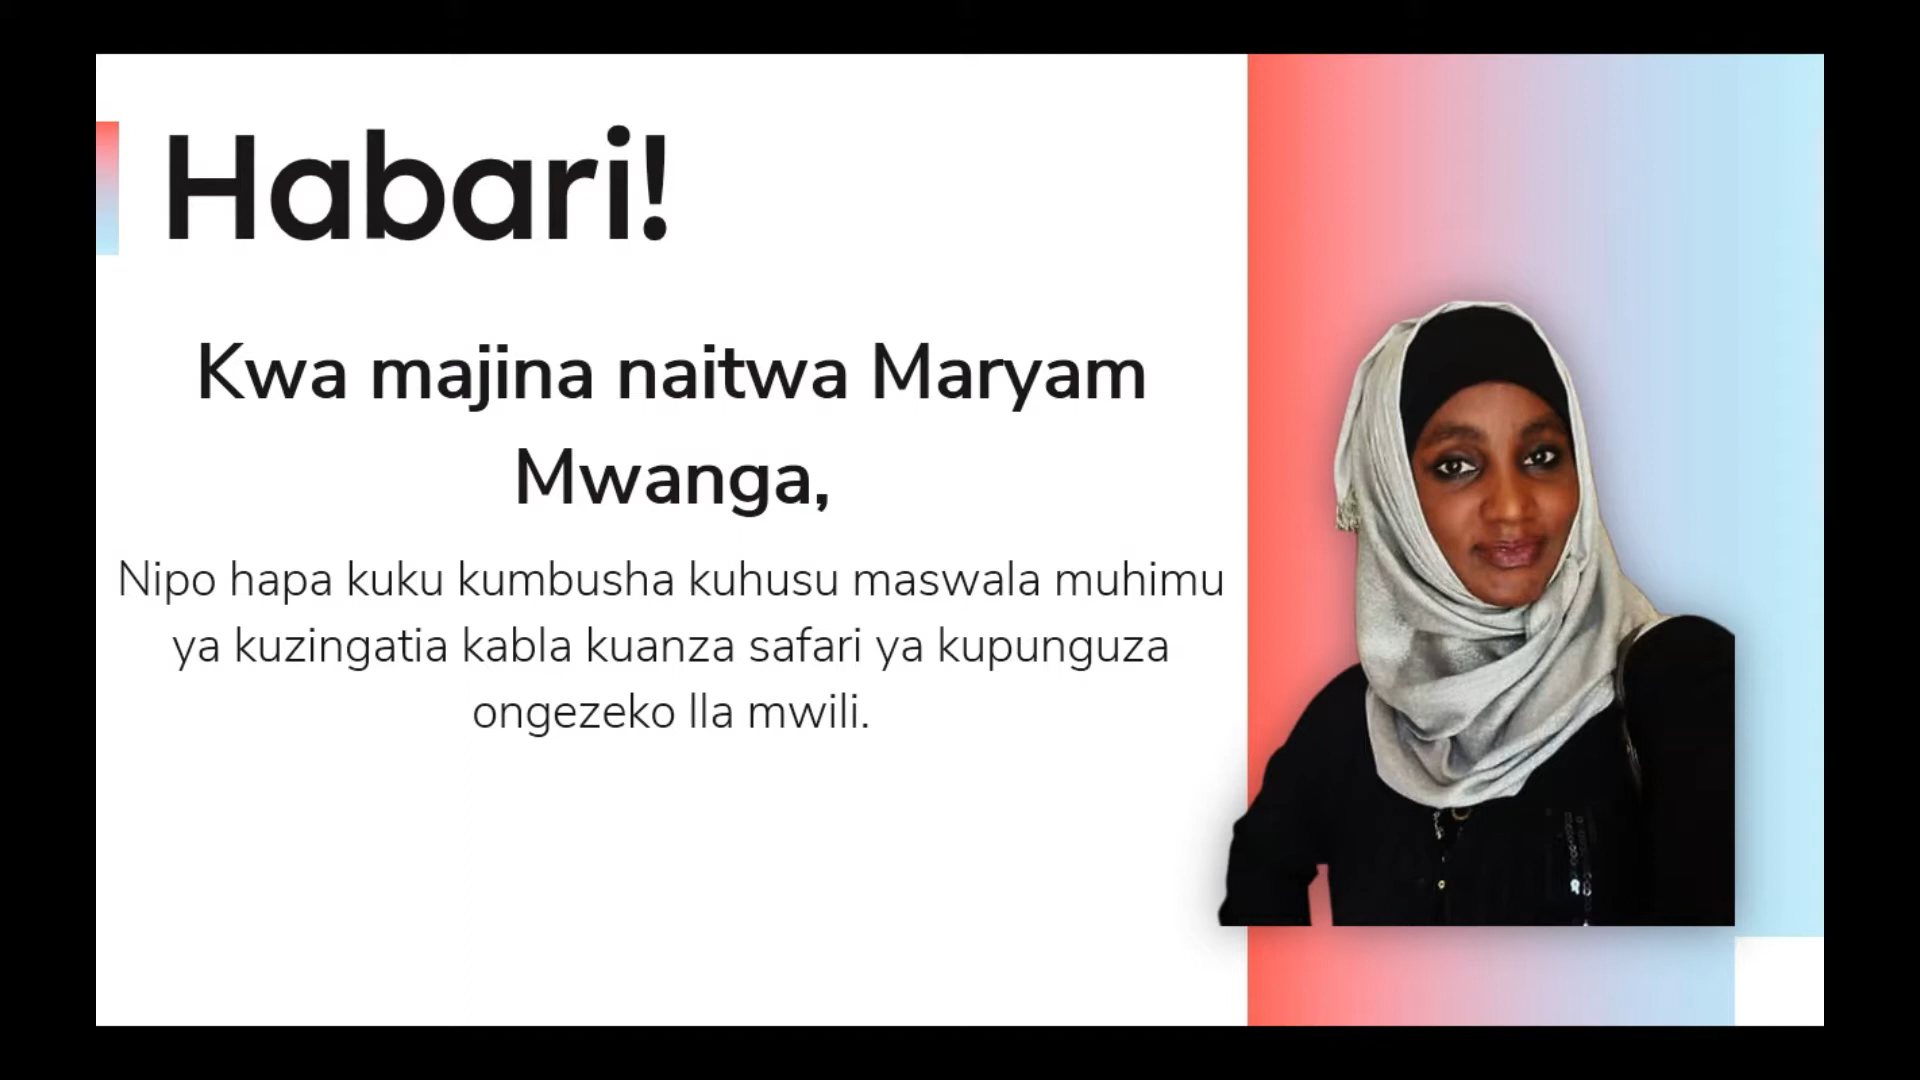 Habari!
Kwa majina naitwa Maryam
Mwanga,
Nipo hapa kuku kumbusha kuhusu maswala muhimu
ya kuzingatia kabla kuanza safari ya kupunguza
ongezeko lla mwili.